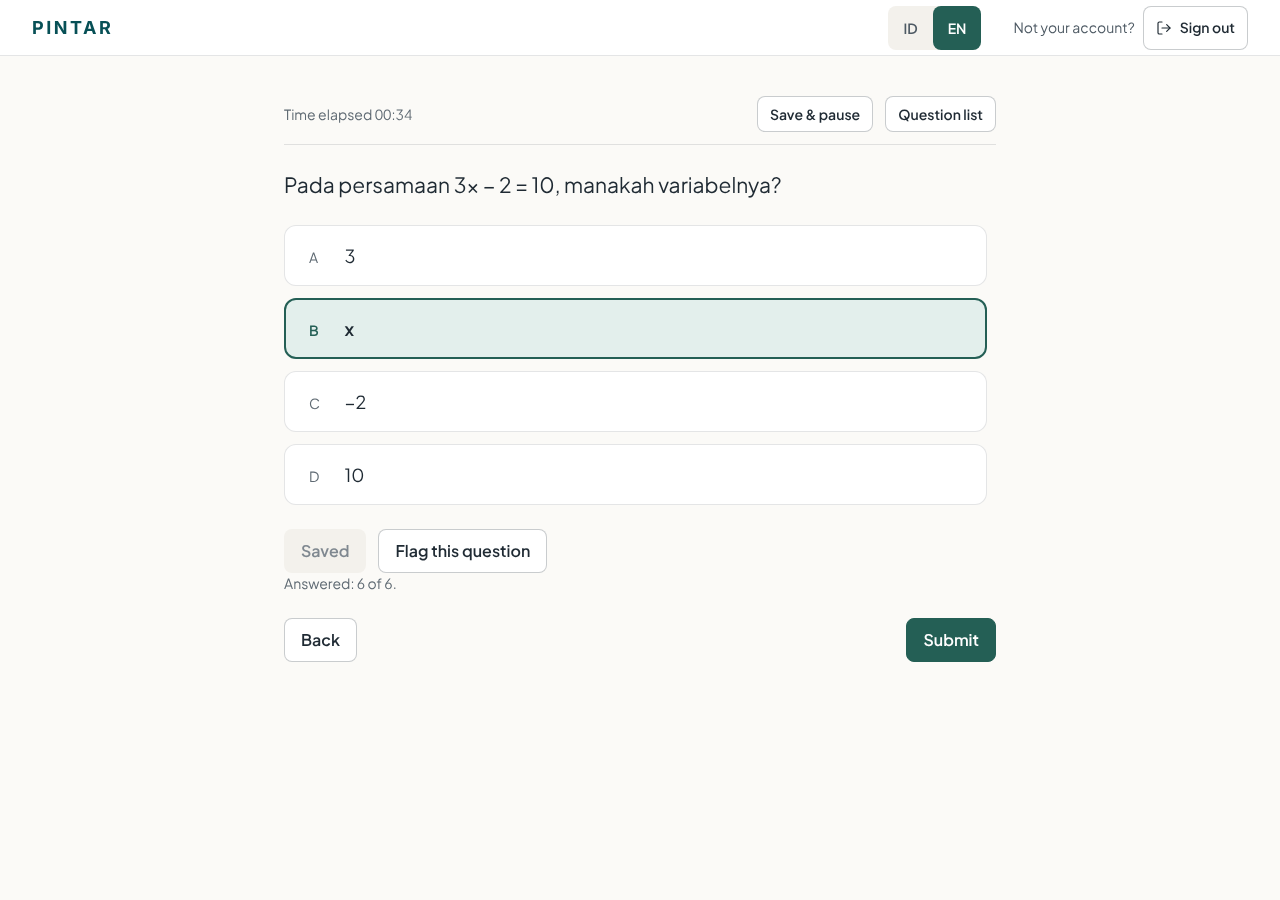 PINTAR
ID EN Not your account? Sign out
Time elapsed 00:34 Save & pause Question list
Pada persamaan 3x – 2 = 10, manakah variabelnya?
A 3
B x
C –2
D 10
Saved Flag this question
Answered: 6 of 6.
Back Submit